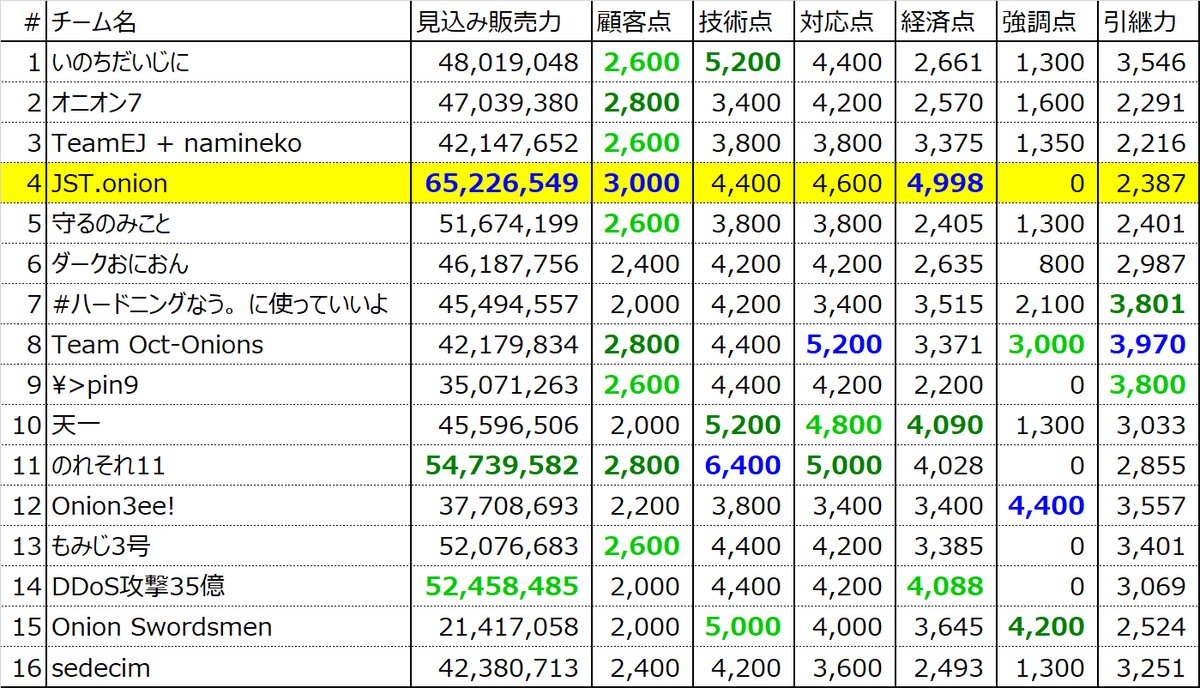 # チーム名 見込み販売力 顧客点 技術点 対応点 経済点 強調点 引継力
1 いのちだいじに 48,019,048 2,600 5,200 4,400 2,661 1,300 3,546
2 オニオン7 47,039,380 2,800 3,400 4,200 2,570 1,600 2,291
3 TeamEJ + namineko 42,147,652 2,600 3,800 3,800 3,375 1,350 2,216
4 JST.onion 65,226,549 3,000 4,400 4,600 4,998 0 2,387
5 守るのみこと 51,674,199 2,600 3,800 3,800 2,405 1,300 2,401
6 ダークおにおん 46,187,756 2,400 4,200 4,200 2,635 800 2,987
7 #ハードニングなう。に使っていいよ 45,494,557 2,000 4,200 3,400 3,515 2,100 3,801
8 Team Oct-Onions 42,179,834 2,800 4,400 5,200 3,371 3,000 3,970
9 ¥>pin9 35,071,263 2,600 4,400 4,200 2,200 0 3,800
10 天一 45,596,506 2,000 5,200 4,800 4,090 1,300 3,033
11 のれそれ11 54,739,582 2,800 6,400 5,000 4,028 0 2,855
12 Onion3ee! 37,708,693 2,200 3,800 3,400 3,400 4,400 3,557
13 もみじ3号 52,076,683 2,600 4,400 4,200 3,385 0 3,401
14 DDoS攻撃35億 52,458,485 2,000 4,400 4,200 4,088 0 3,069
15 Onion Swordsmen 21,417,058 2,000 5,000 4,000 3,645 4,200 2,524
16 sedecim 42,380,713 2,400 4,200 3,600 2,493 1,300 3,251